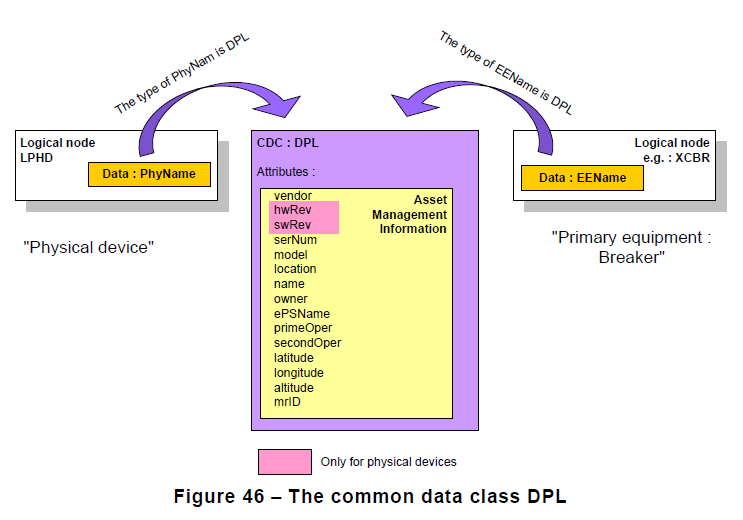 The type of PhyNam is DPL
The type of EEName is DPL
Logical node
LPHD
Data : PhyName
"Physical device"
CDC : DPL
Attributes :
Asset
Management
Information
vendor
hwRev
swRev
serNum
model
location
name
owner
ePSName
primeOper
secondOper
latitude
longitude
altitude
mrID
Logical node
e.g. : XCBR
Data : EEName
"Primary equipment :
Breaker"
Only for physical devices
Figure 46 – The common data class DPL